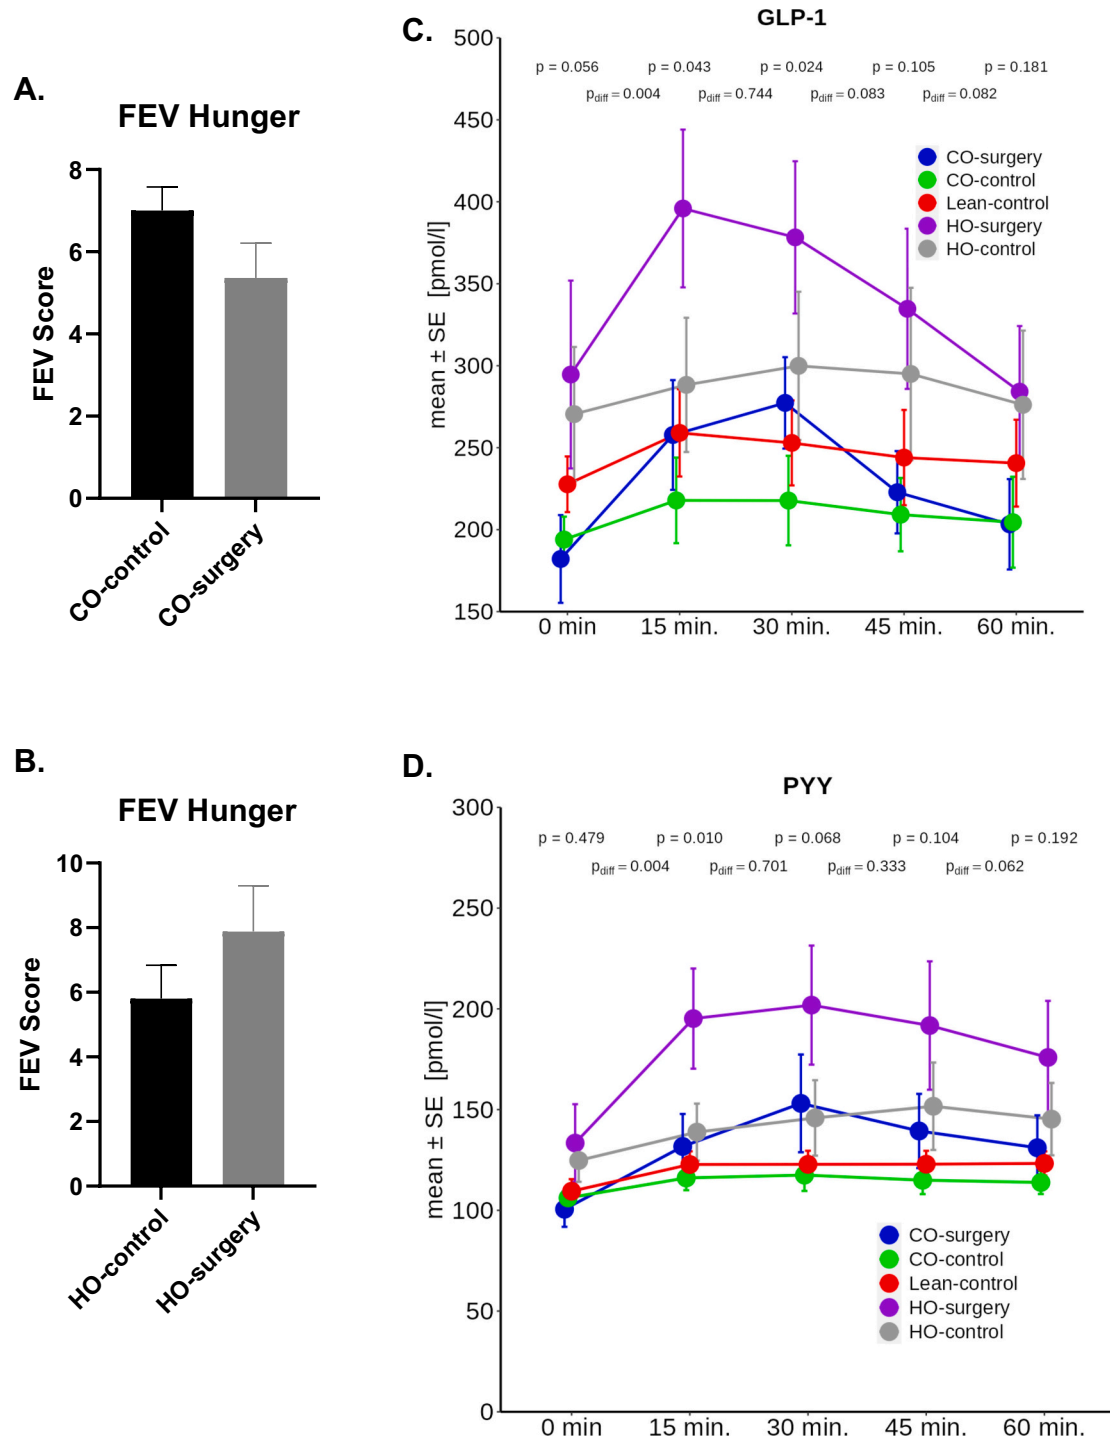 A.
FEV Hunger
FEV Score
8
6
4
2
0
CO-control
CO-surgery
B.
FEV Hunger
FEV Score
10
8
6
4
2
0
HO-control
HO-surgery
C.
GLP-1
mean ± SE [pmol/l]
500
450
400
350
300
250
200
150
p = 0.056 p = 0.043 p = 0.024 p = 0.105 p = 0.181
pdiff = 0.004 pdiff = 0.744 pdiff = 0.083 pdiff = 0.082
CO-surgery
CO-control
Lean-control
HO-surgery
HO-control
0 min 15 min. 30 min. 45 min. 60 min.
D.
PYY
mean ± SE [pmol/l]
300
250
200
150
100
50
0
p = 0.479 p = 0.010 p = 0.068 p = 0.104 p = 0.192
pdiff = 0.004 pdiff = 0.701 pdiff = 0.333 pdiff = 0.062
CO-surgery
CO-control
Lean-control
HO-surgery
HO-control
0 min 15 min. 30 min. 45 min. 60 min.